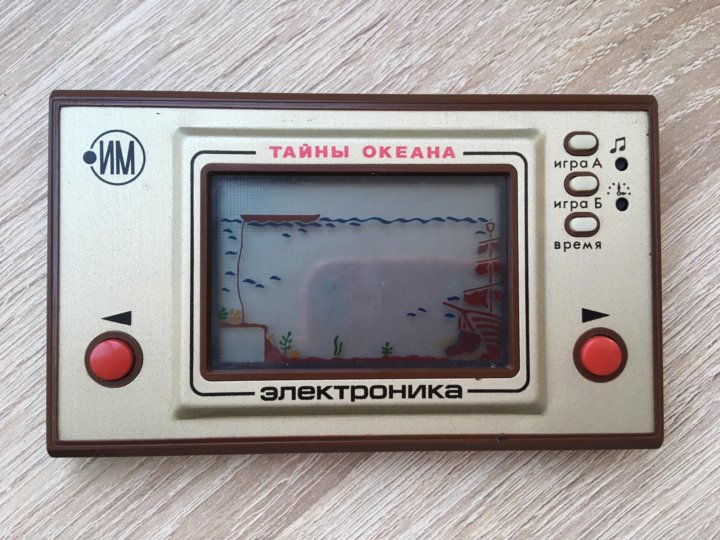 ИМ
ТАЙНЫ ОКЕАНА
игра А
игра Б
время
электроника